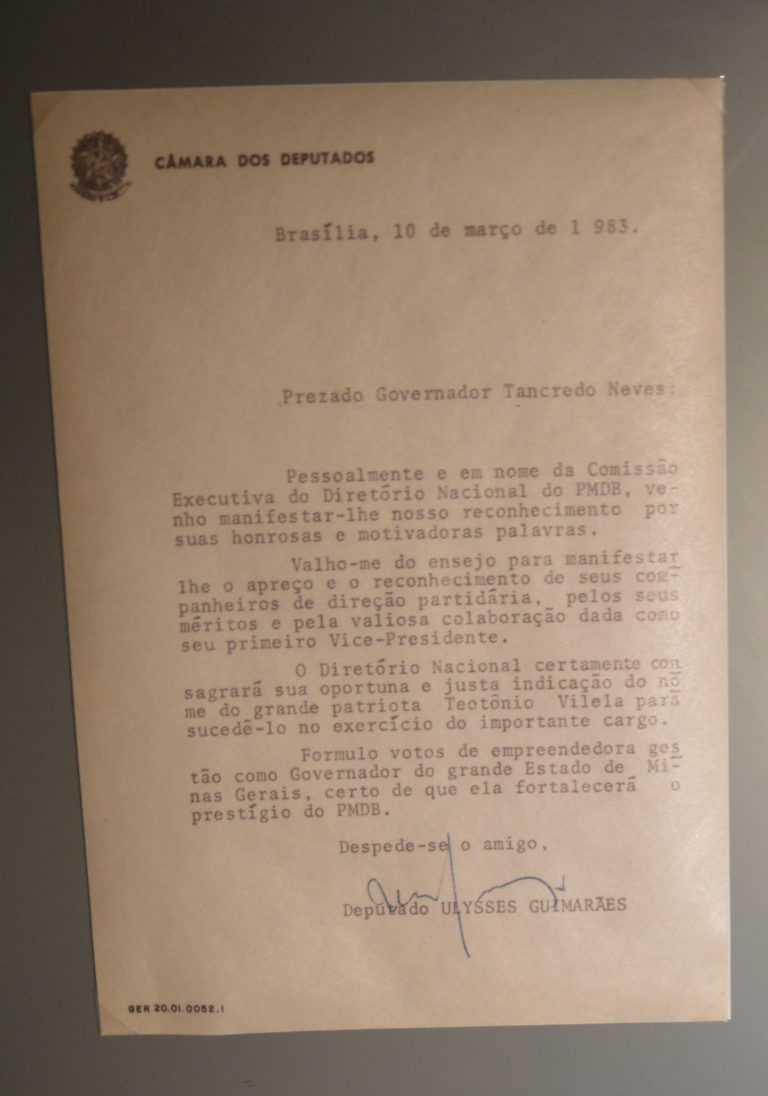 CÂMARA DOS DEPUTADOS
Brasília, 10 de março de 1 983.
Prezado Governador Tancredo Neves:
Pessoalmente e em nome da Comissão
Executiva do Diretório Nacional do PMDB, ve-
nho manifestar-lhe nosso reconhecimento por
suas honrosas e motivadoras palavras.
Valho-me do ensejo para manifestar
lhe o apreço e o reconhecimento de seus com-
panheiros de direção partidária, pelos seus
méritos e pela valiosa colaboração dada como
seu primeiro Vice-Presidente.
O Diretório Nacional certamente con
sagrará sua oportuna e justa indicação do no
me do grande patriota Teotônio Vilela para
sucedê-lo no exercício do importante cargo.
Formulo votos de empreendedora ges
tão como Governador do grande Estado de Mi-
nas Gerais, certo de que ela fortalecerá o
prestígio do PMDB.
Despede-se o amigo,
Deputado ULYSSES GUIMARÃES
GER 20.01.0052.1